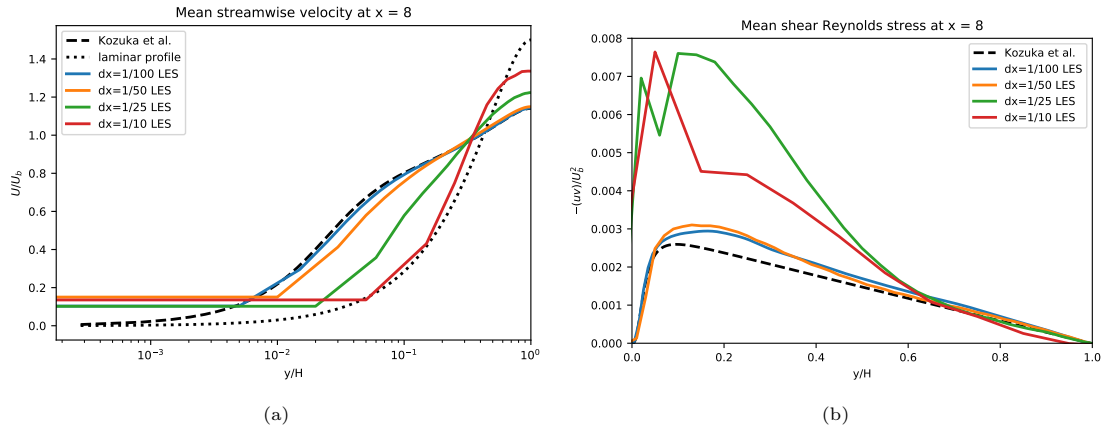 Mean streamwise velocity at x = 8
Kozuka et al.
laminar profile
dx=1/100 LES
dx=1/50 LES
dx=1/25 LES
dx=1/10 LES
1.4
1.2
1.0
0.8
0.6
0.4
0.2
0.0
U/U_b
10^{-3}
10^{-2}
10^{-1}
10^0
y/H
(a)
Mean shear Reynolds stress at x = 8
Kozuka et al.
dx=1/100 LES
dx=1/50 LES
dx=1/25 LES
dx=1/10 LES
0.008
0.007
0.006
0.005
0.004
0.003
0.002
0.001
0.000
−(uv)/U_b^2
0.0
0.2
0.4
0.6
0.8
1.0
y/H
(b)